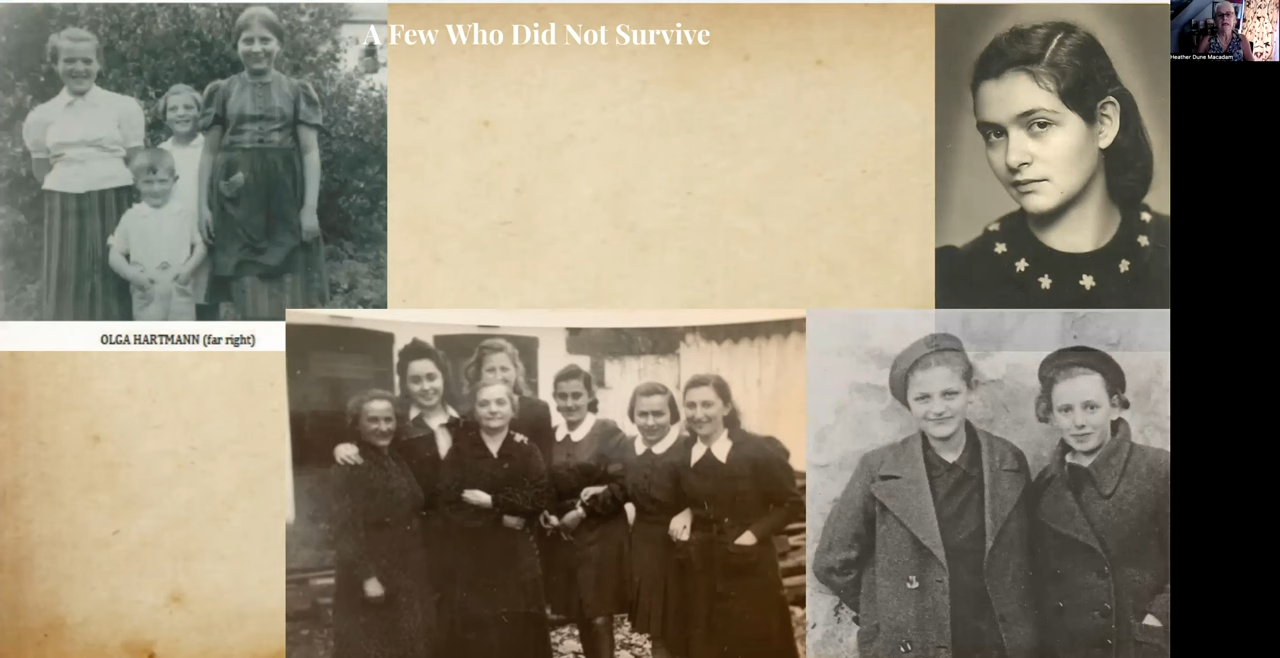 A Few Who Did Not Survive
Heather Dune Macadam
OLGA HARTMANN (far right)